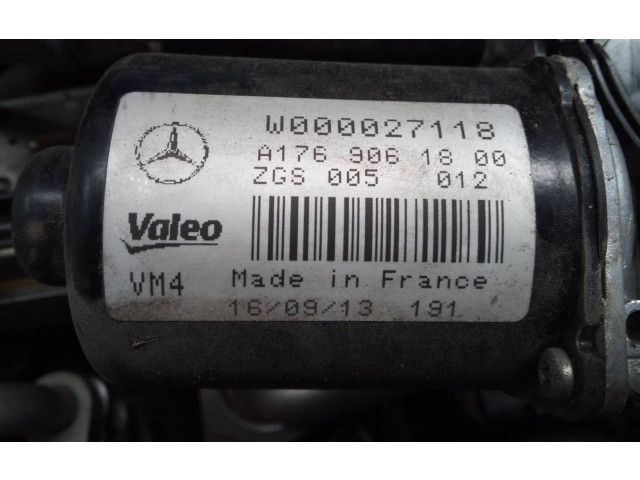 W000027118
A176 906 18 00
ZGS 005 012
Valeo
VM4 Made in France
16/09/13 191